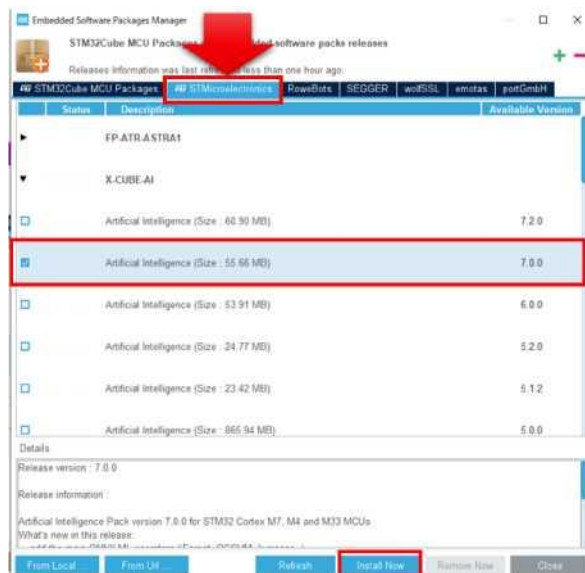 Embedded Software Packages Manager
STM32Cube MCU Packages software packs releases
Releases Information was last less than one hour ago.
STM32Cube MCU Packages STMicroelectronics RoweBots SEGGER wolfSSL emotas portGmbH
Status Description Available Version
FP-ATR-ASTRA1
X-CUBE-AI
Artificial Intelligence (Size : 60.90 MB) 7.2.0
Artificial Intelligence (Size : 55.66 MB) 7.0.0
Artificial Intelligence (Size : 53.91 MB) 6.0.0
Artificial Intelligence (Size : 24.77 MB) 5.2.0
Artificial Intelligence (Size : 23.42 MB) 5.1.2
Artificial Intelligence (Size : 865.94 MB) 5.0.0
Details
Release version : 7.0.0
Release information :
Artificial Intelligence Pack version 7.0.0 for STM32 Cortex M7, M4 and M33 MCUs
What's new in this release:
From Local ... From Url ... Refresh Install Now Remove Now Close